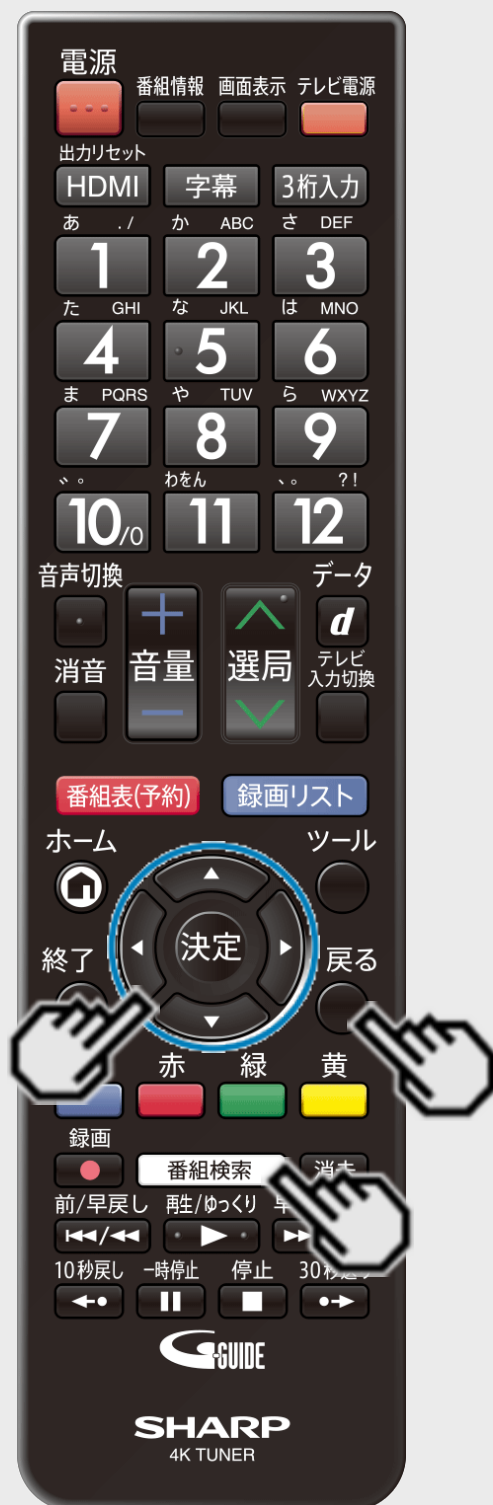 電源
番組情報 画面表示 テレビ電源
出力リセット
HDMI 字幕 3桁入力
あ ./ か ABC さ DEF
1 2 3
た GHI な JKL は MNO
4 5 6
ま PQRS や TUV ら WXYZ
7 8 9
゛゜ わをん 、。 ?!
10/0 11 12
音声切換 データ
+ d
消音 音量 選局 テレビ
入力切換
−
番組表(予約) 録画リスト
ホーム ツール
終了 決定 戻る
赤 緑 黄
録画
番組検索
前/早戻し 再生/ゆっくり
10秒戻し 一時停止 停止 30秒
G-GUIDE
SHARP
4K TUNER